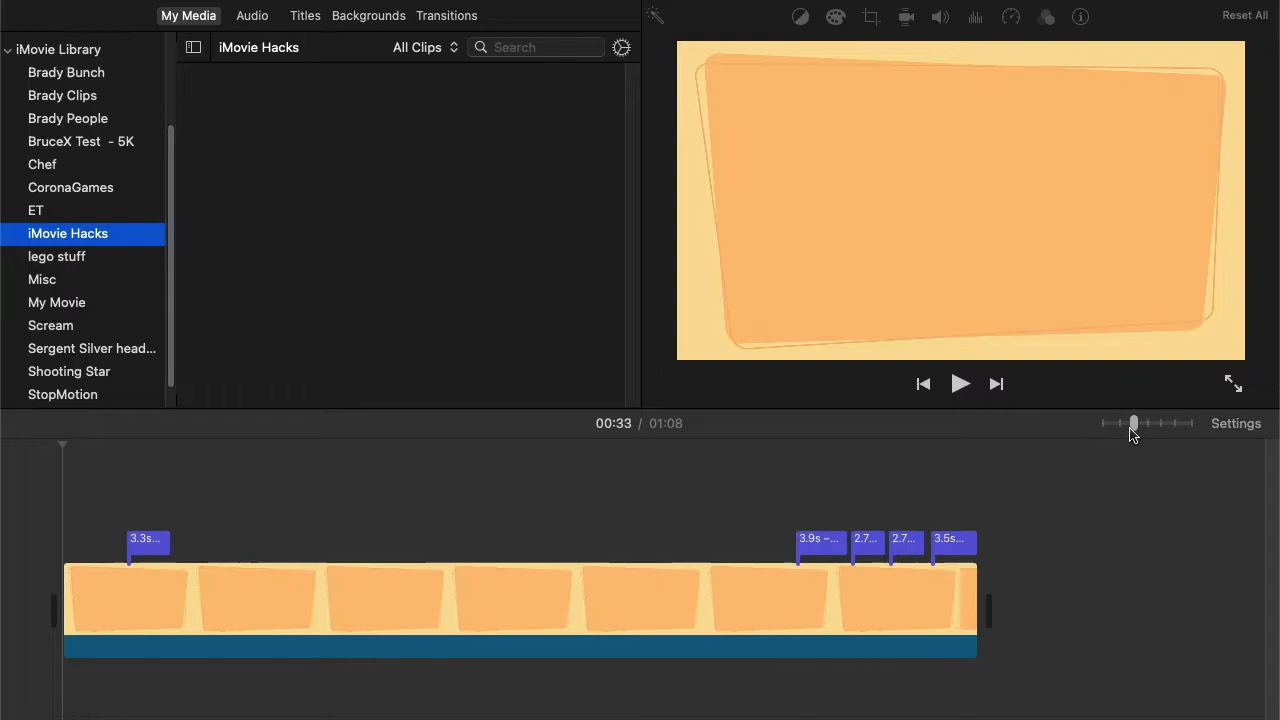 My Media Audio Titles Backgrounds Transitions
Reset All
iMovie Library
iMovie Hacks All Clips Search
Brady Bunch
Brady Clips
Brady People
BruceX Test - 5K
Chef
CoronaGames
ET
iMovie Hacks
lego stuff
Misc
My Movie
Scream
Sergent Silver head...
Shooting Star
StopMotion
00:33 / 01:08 Settings
3.3s... 3.9s –... 2.7... 2.7... 3.5s...